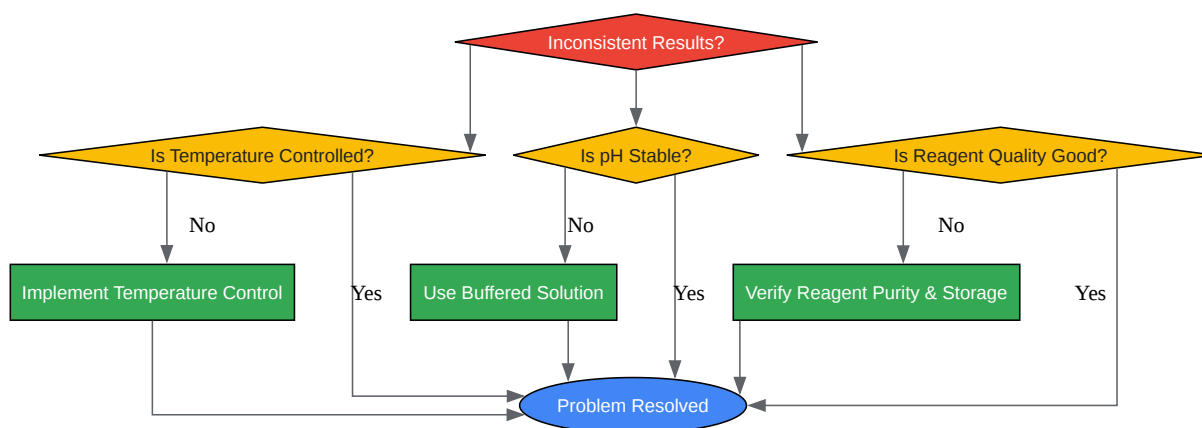 Inconsistent Results?
Is Temperature Controlled?
Is pH Stable?
Is Reagent Quality Good?
No
No
No
Implement Temperature Control
Yes
Use Buffered Solution
Yes
Verify Reagent Purity & Storage
Yes
Problem Resolved